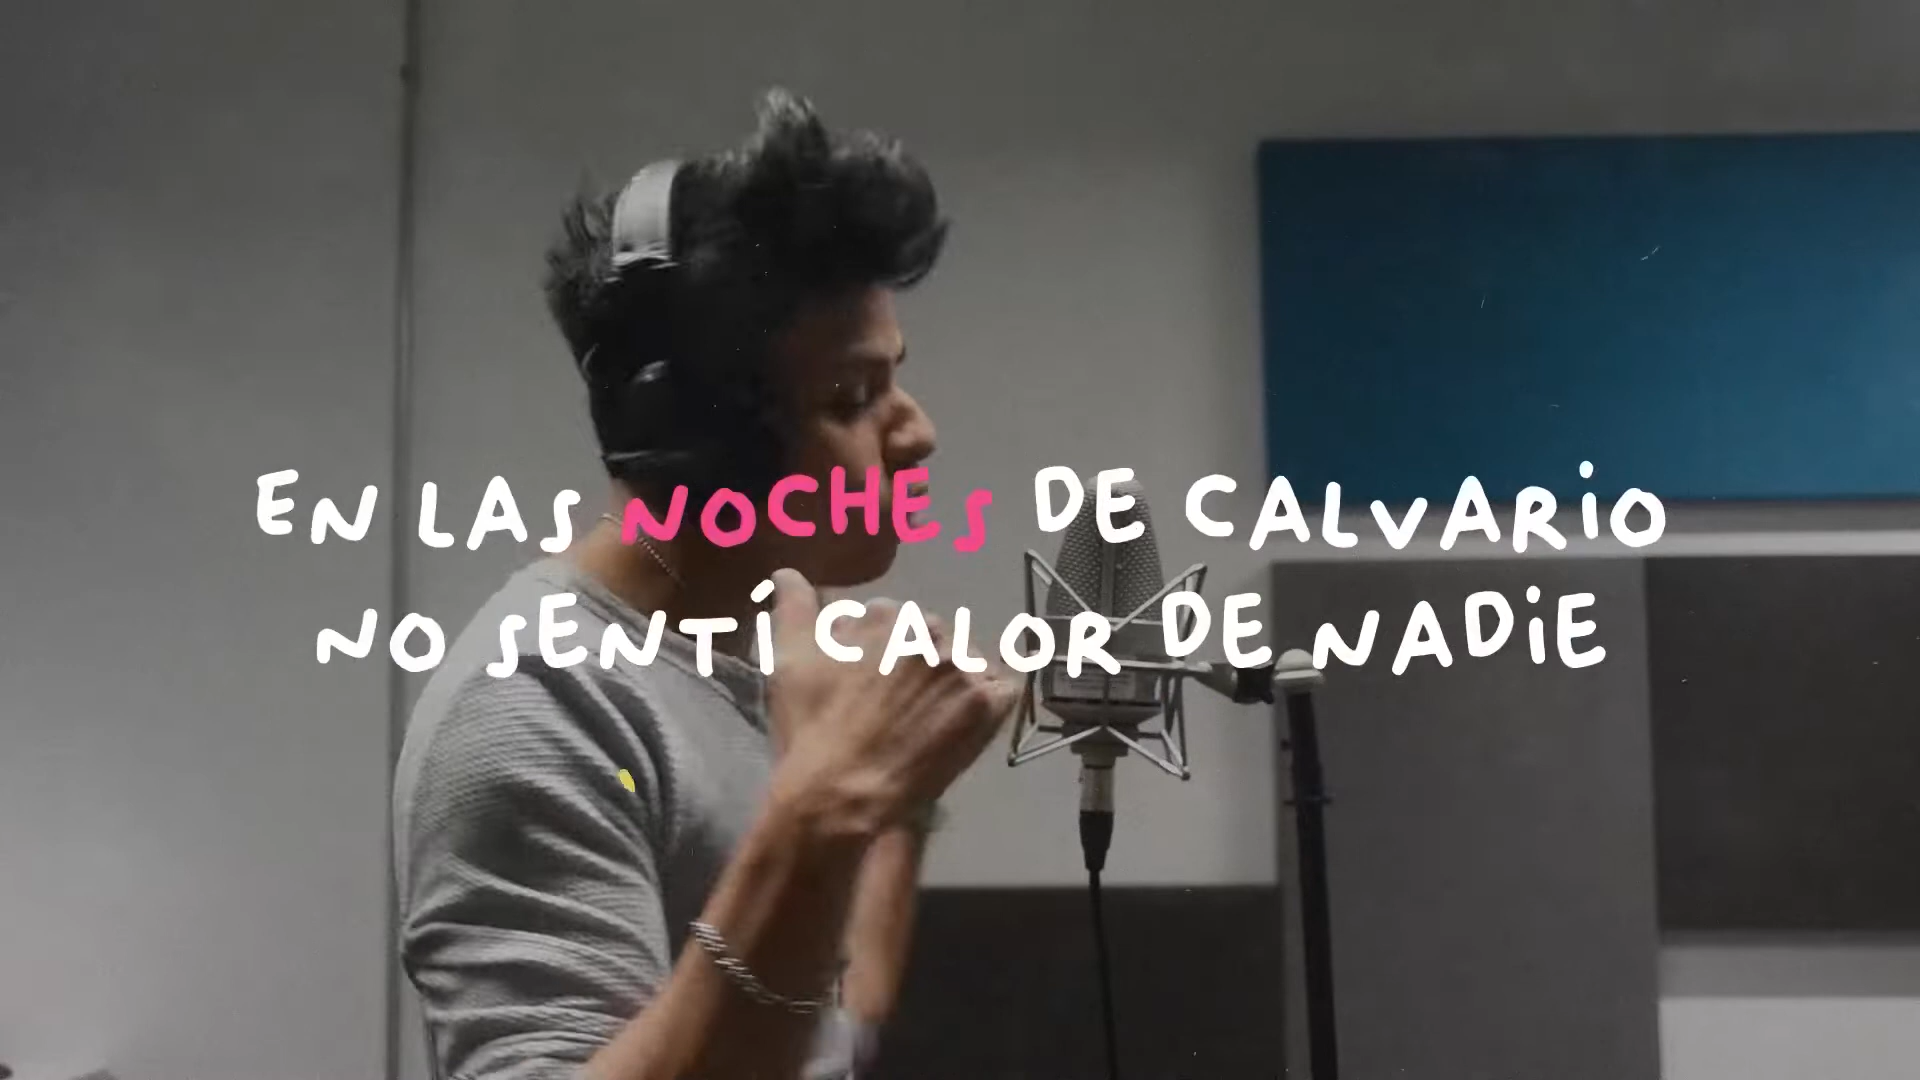 EN LAS NOCHES DE CALVARIO
NO SENTÍ CALOR DE NADIE